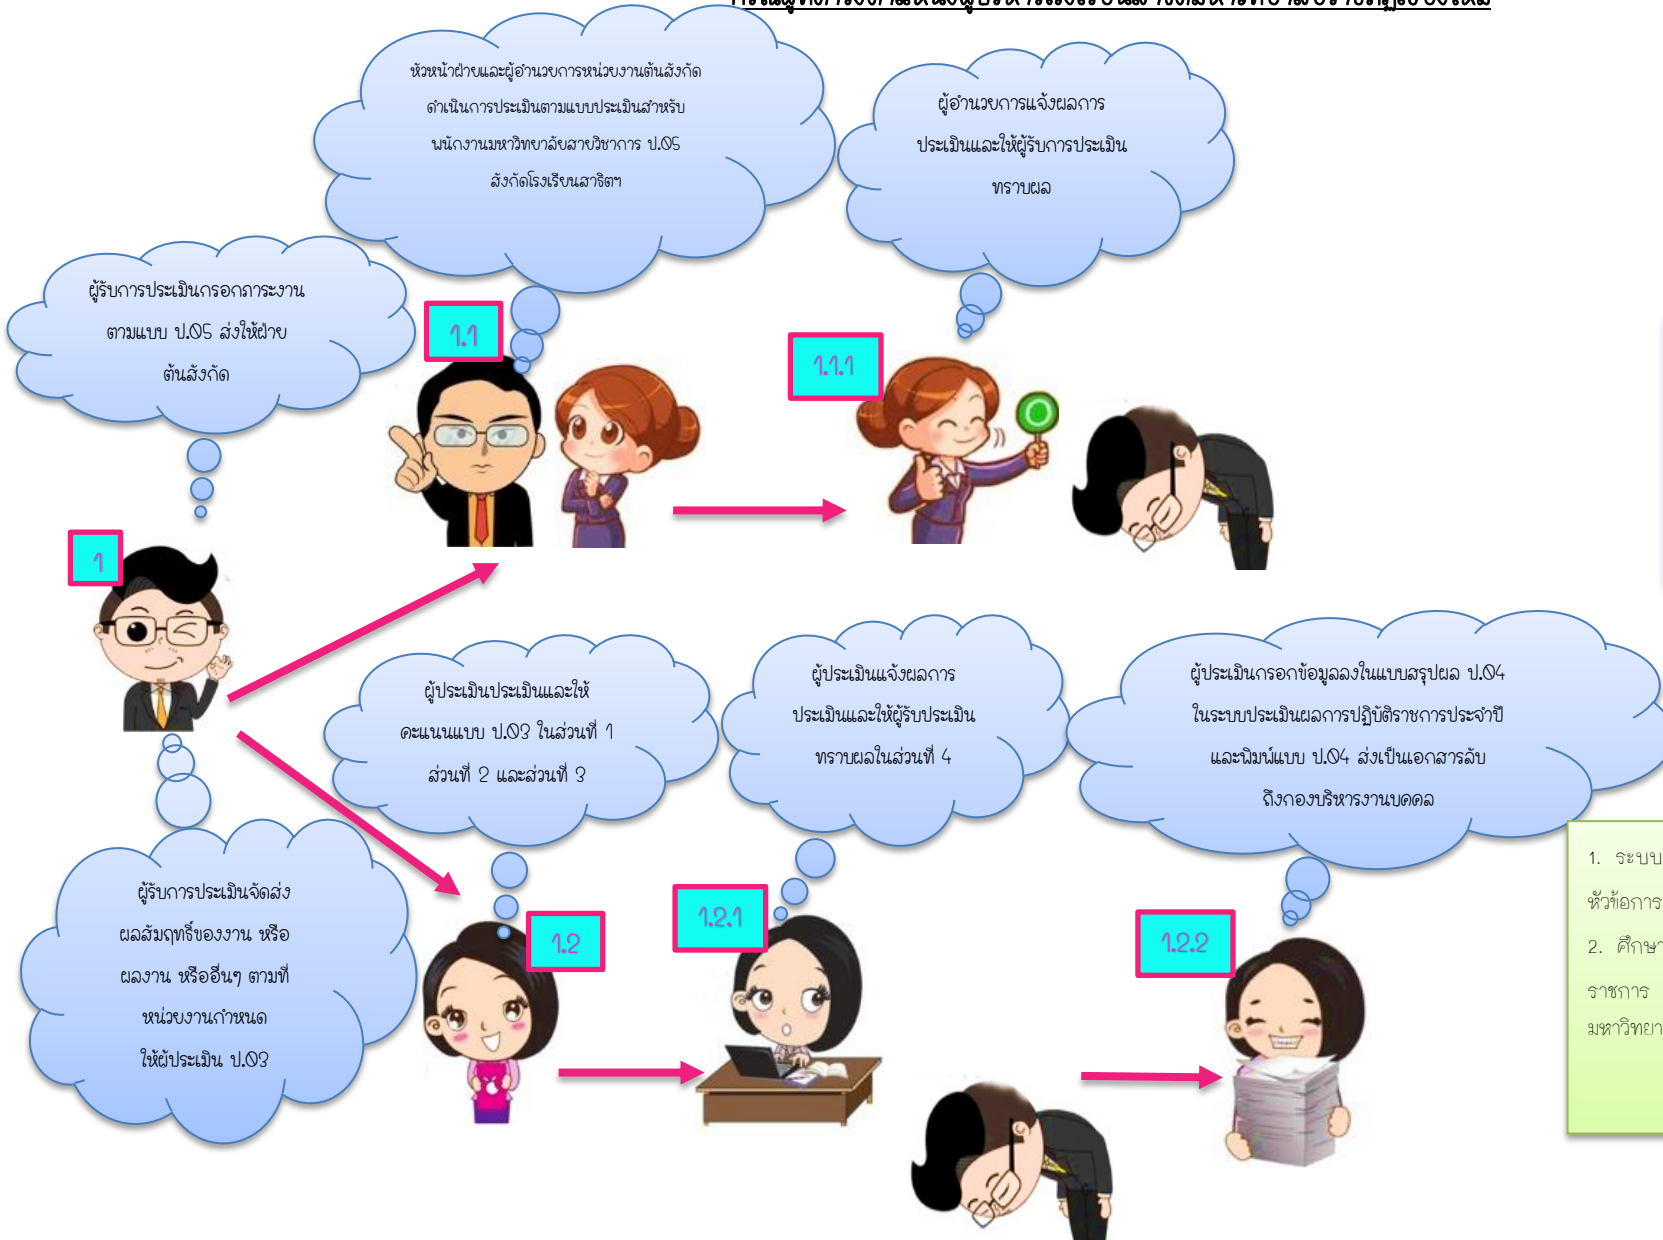 หัวหน้าฝ่ายและผู้อำนวยการหน่วยงานต้นสังกัด
ดำเนินการประเมินตามแบบประเมินสำหรับ
พนักงานมหาวิทยาลัยสายวิชาการ ป.05
สังกัดโรงเรียนสาธิตฯ
ผู้อำนวยการแจ้งผลการ
ประเมินและให้ผู้รับการประเมิน
ทราบผล
ผู้รับการประเมินกรอกภาระงาน
ตามแบบ ป.05 ส่งให้ฝ่าย
ต้นสังกัด
1.1
1.1.1
1
ผู้ประเมินประเมินและให้
คะแนนแบบ ป.03 ในส่วนที่ 1
ส่วนที่ 2 และส่วนที่ 3
ผู้ประเมินแจ้งผลการ
ประเมินและให้ผู้รับประเมิน
ทราบผลในส่วนที่ 4
ผู้ประเมินกรอกข้อมูลลงในแบบสรุปผล ป.04
ในระบบประเมินผลการปฏิบัติราชการประจำปี
และพิมพ์แบบ ป.04 ส่งเป็นเอกสารลับ
ถึงกองบริหารงานบุคคล
ผู้รับการประเมินจัดส่ง
ผลสัมฤทธิ์ของงาน หรือ
ผลงาน หรืออื่นๆ ตามที่
หน่วยงานกำหนด
ให้ผู้ประเมิน ป.03
1.2
1.2.1
1.2.2
1. ระบบ
หัวข้อการ
2. ศึกษา
ราชการ
มหาวิทยา